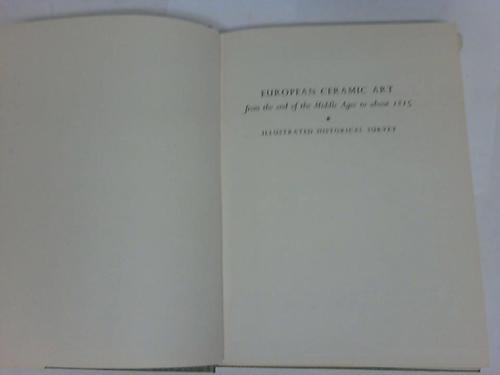 EUROPEAN CERAMIC ART
from the end of the Middle Ages to about 1815
ILLUSTRATED HISTORICAL SURVEY